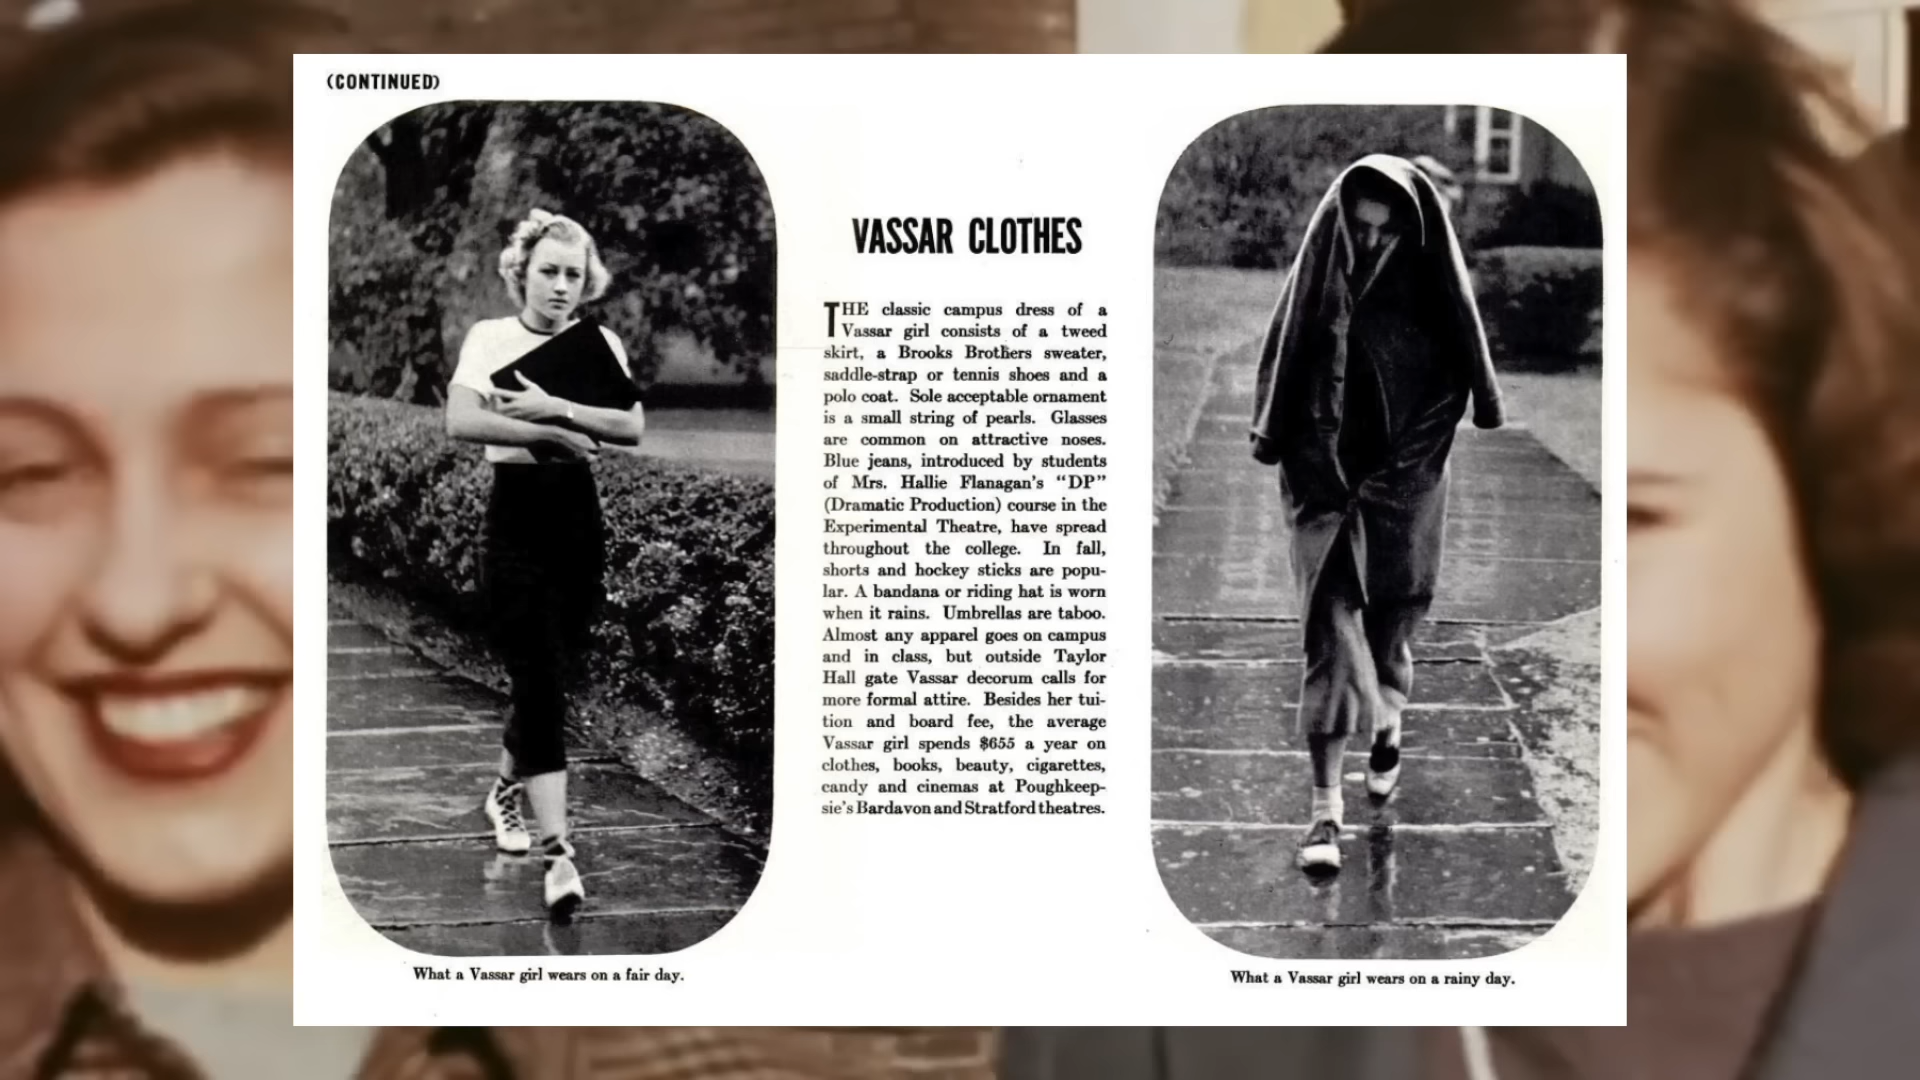 (CONTINUED)
VASSAR CLOTHES
THE classic campus dress of a
Vassar girl consists of a tweed
skirt, a Brooks Brothers sweater,
saddle-strap or tennis shoes and a
polo coat. Sole acceptable ornament
is a small string of pearls. Glasses
are common on attractive noses.
Blue jeans, introduced by students
of Mrs. Hallie Flanagan's "DP"
(Dramatic Production) course in the
Experimental Theatre, have spread
throughout the college. In fall,
shorts and hockey sticks are popu-
lar. A bandana or riding hat is worn
when it rains. Umbrellas are taboo.
Almost any apparel goes on campus
and in class, but outside Taylor
Hall gate Vassar decorum calls for
more formal attire. Besides her tui-
tion and board fee, the average
Vassar girl spends $655 a year on
clothes, books, beauty, cigarettes,
candy and cinemas at Poughkeep-
sie's Bardavon and Stratford theatres.
What a Vassar girl wears on a fair day.
What a Vassar girl wears on a rainy day.